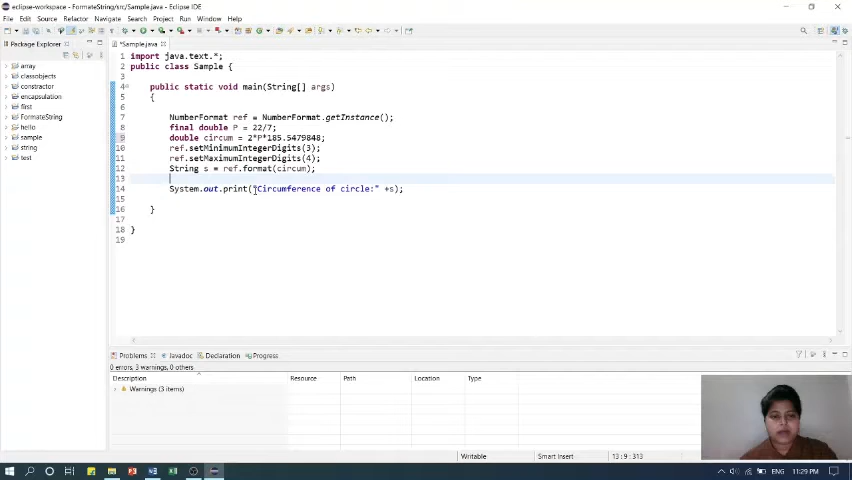 eclipse-workspace - FormateString/src/Sample.java - Eclipse IDE
File Edit Source Refactor Navigate Search Project Run Window Help
Package Explorer
*Sample.java
array
classobjects
constructor
encapsulation
first
FormateString
hello
sample
string
test
1 import java.text.*;
2 public class Sample {
3
4 public static void main(String[] args)
5 {
6
7 NumberFormat ref = NumberFormat.getInstance();
8 final double P = 22/7;
9 double circum = 2*P*185.5479848;
10 ref.setMinimumIntegerDigits(3);
11 ref.setMaximumIntegerDigits(4);
12 String s = ref.format(circum);
13
14 System.out.print("Circumference of circle:" +s);
15
16 }
17
18 }
19
Problems Javadoc Declaration Progress
0 errors, 3 warnings, 0 others
Description Resource Path Location Type
Warnings (3 items)
Writable Smart Insert 13 : 9 : 313
11:29 PM